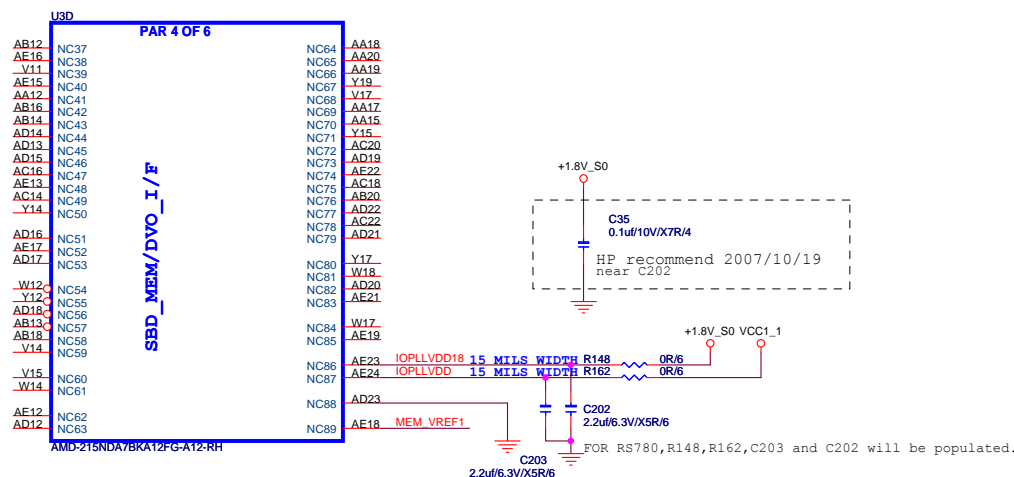 U3D
PAR 4 OF 6
AB12 NC37 NC64 AA18
AE16 NC38 NC65 AA20
V11 NC39 NC66 AA19
AE15 NC40 NC67 Y19
AA12 NC41 NC68 V17
AB16 NC42 NC69 AA17
AB14 NC43 NC70 AA15
AD14 NC44 NC71 Y15
AD13 NC45 NC72 AC20
AD15 NC46 NC73 AD19
AC16 NC47 NC74 AE22
AE13 NC48 NC75 AC18
AC14 NC49 NC76 AB20
Y14 NC50 NC77 AD22
NC78 AC22
AD16 NC51 NC79 AD21
AE17 NC52
AD17 NC53 NC80 Y17
NC81 W18
W12 NC54 NC82 AD20
Y12 NC55 NC83 AE21
AD18 NC56
AB13 NC57 NC84 W17
AB18 NC58 NC85 AE19
V14 NC59
NC86 AE23 IOPLLVDD18 15 MILS WIDTH R148 0R/6
V15 NC60 NC87 AE24 IOPLLVDD 15 MILS WIDTH R162 0R/6
W14 NC61
NC88 AD23
AE12 NC62
AD12 NC63 NC89 AE18 MEM_VREF1
SBD_MEM/DVO_I/F
AMD-215NDA7BKA12FG-A12-RH
+1.8V_S0
C35
0.1uf/10V/X7R/4
HP recommend 2007/10/19
near C202
+1.8V_S0 VCC1_1
C202
2.2uf/6.3V/X5R/6
FOR RS780,R148,R162,C203 and C202 will be populated.
C203
2.2uf/6.3V/X5R/6